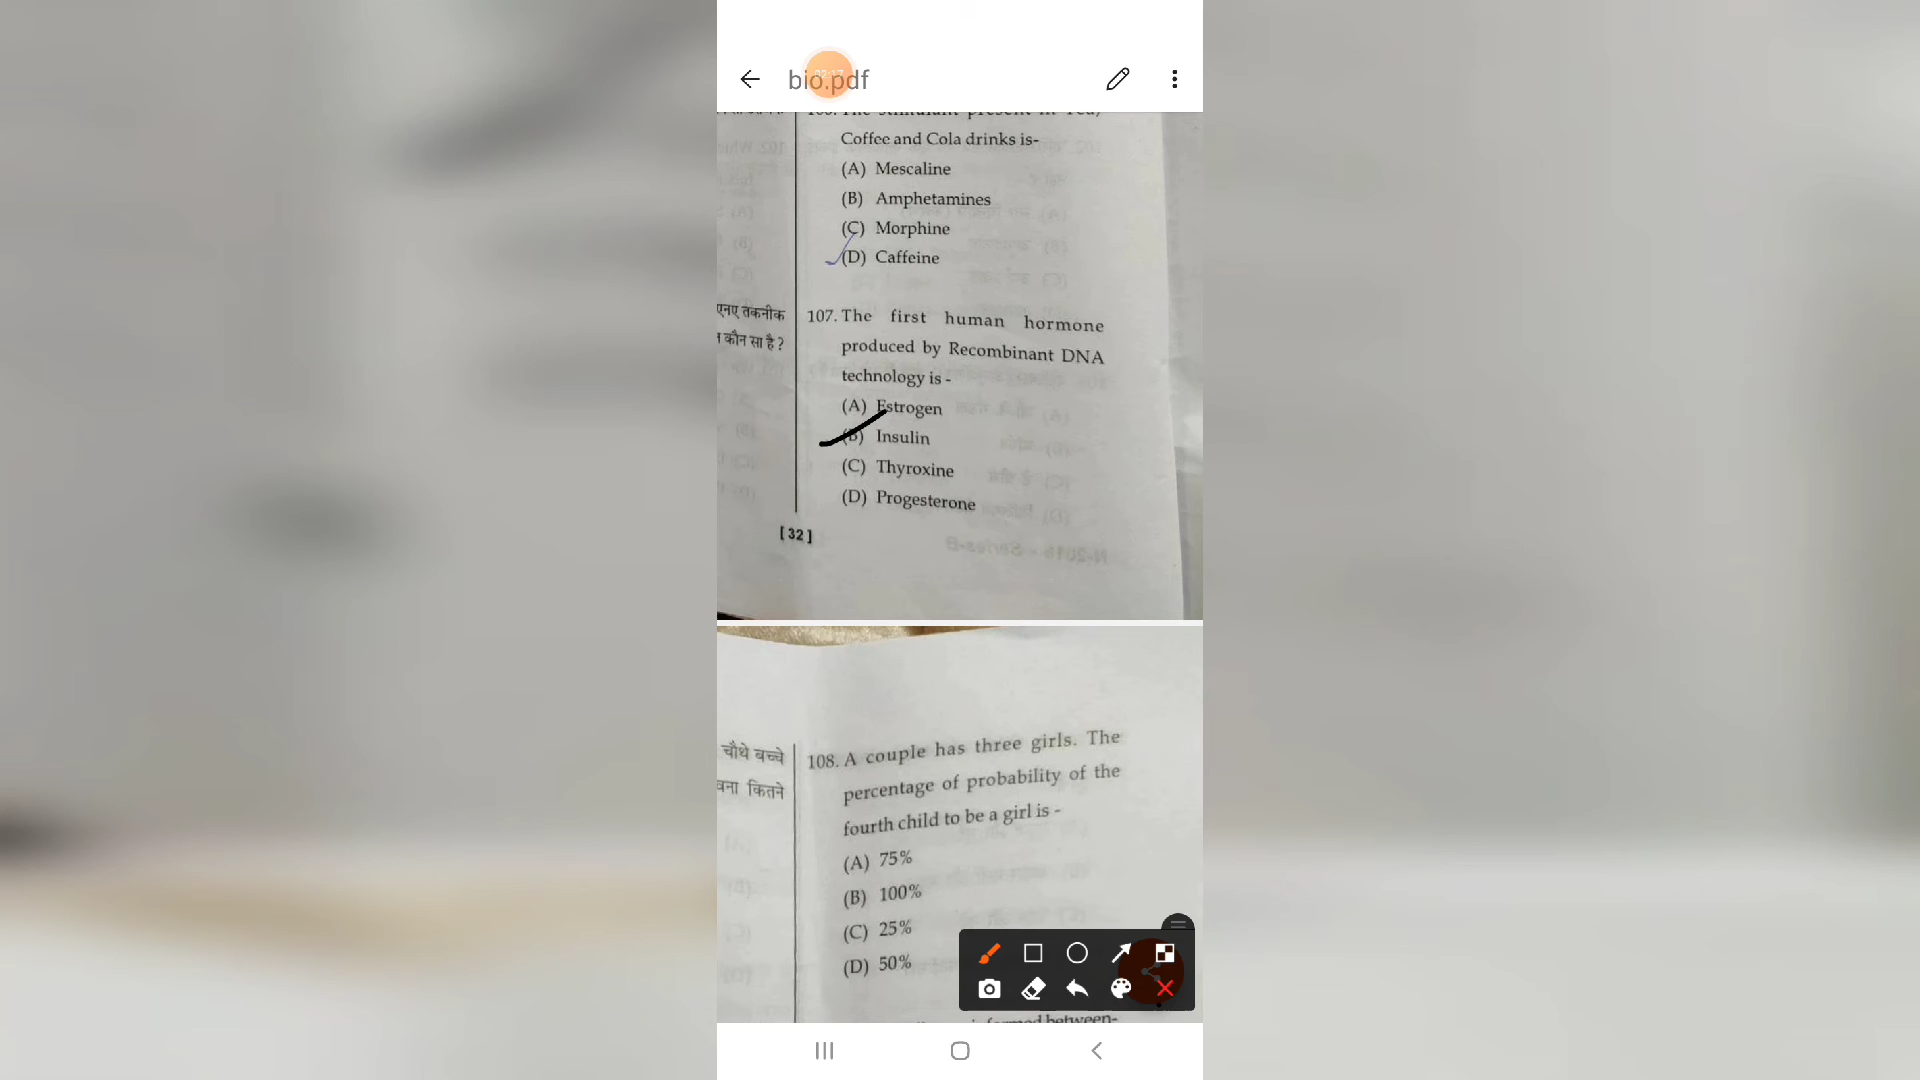 bio.pdf
02:17
Coffee and Cola drinks is-
(A) Mescaline
(B) Amphetamines
(C) Morphine
(D) Caffeine
एनए तकनीक
कौन सा है ?
107. The first human hormone
produced by Recombinant DNA
technology is -
(A) Estrogen
(B) Insulin
(C) Thyroxine
(D) Progesterone
[ 32 ]
चौथे बच्चे
कितने
108. A couple has three girls. The
percentage of probability of the
fourth child to be a girl is -
(A) 75%
(B) 100%
(C) 25%
(D) 50%